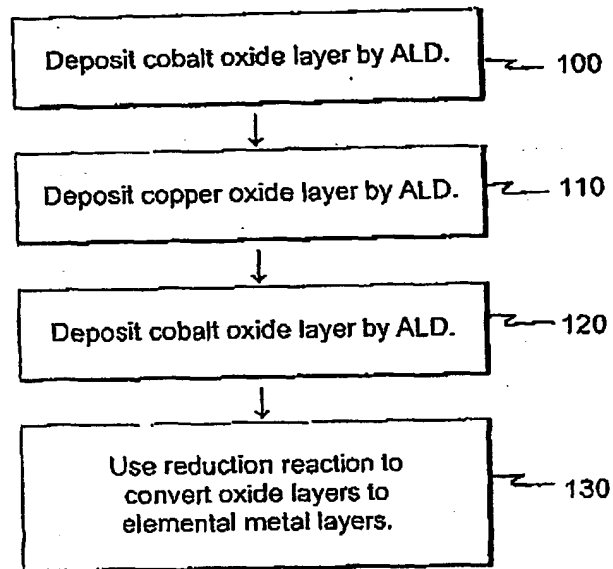 Deposit cobalt oxide layer by ALD.
100
Deposit copper oxide layer by ALD.
110
Deposit cobalt oxide layer by ALD.
120
Use reduction reaction to
convert oxide layers to
elemental metal layers.
130